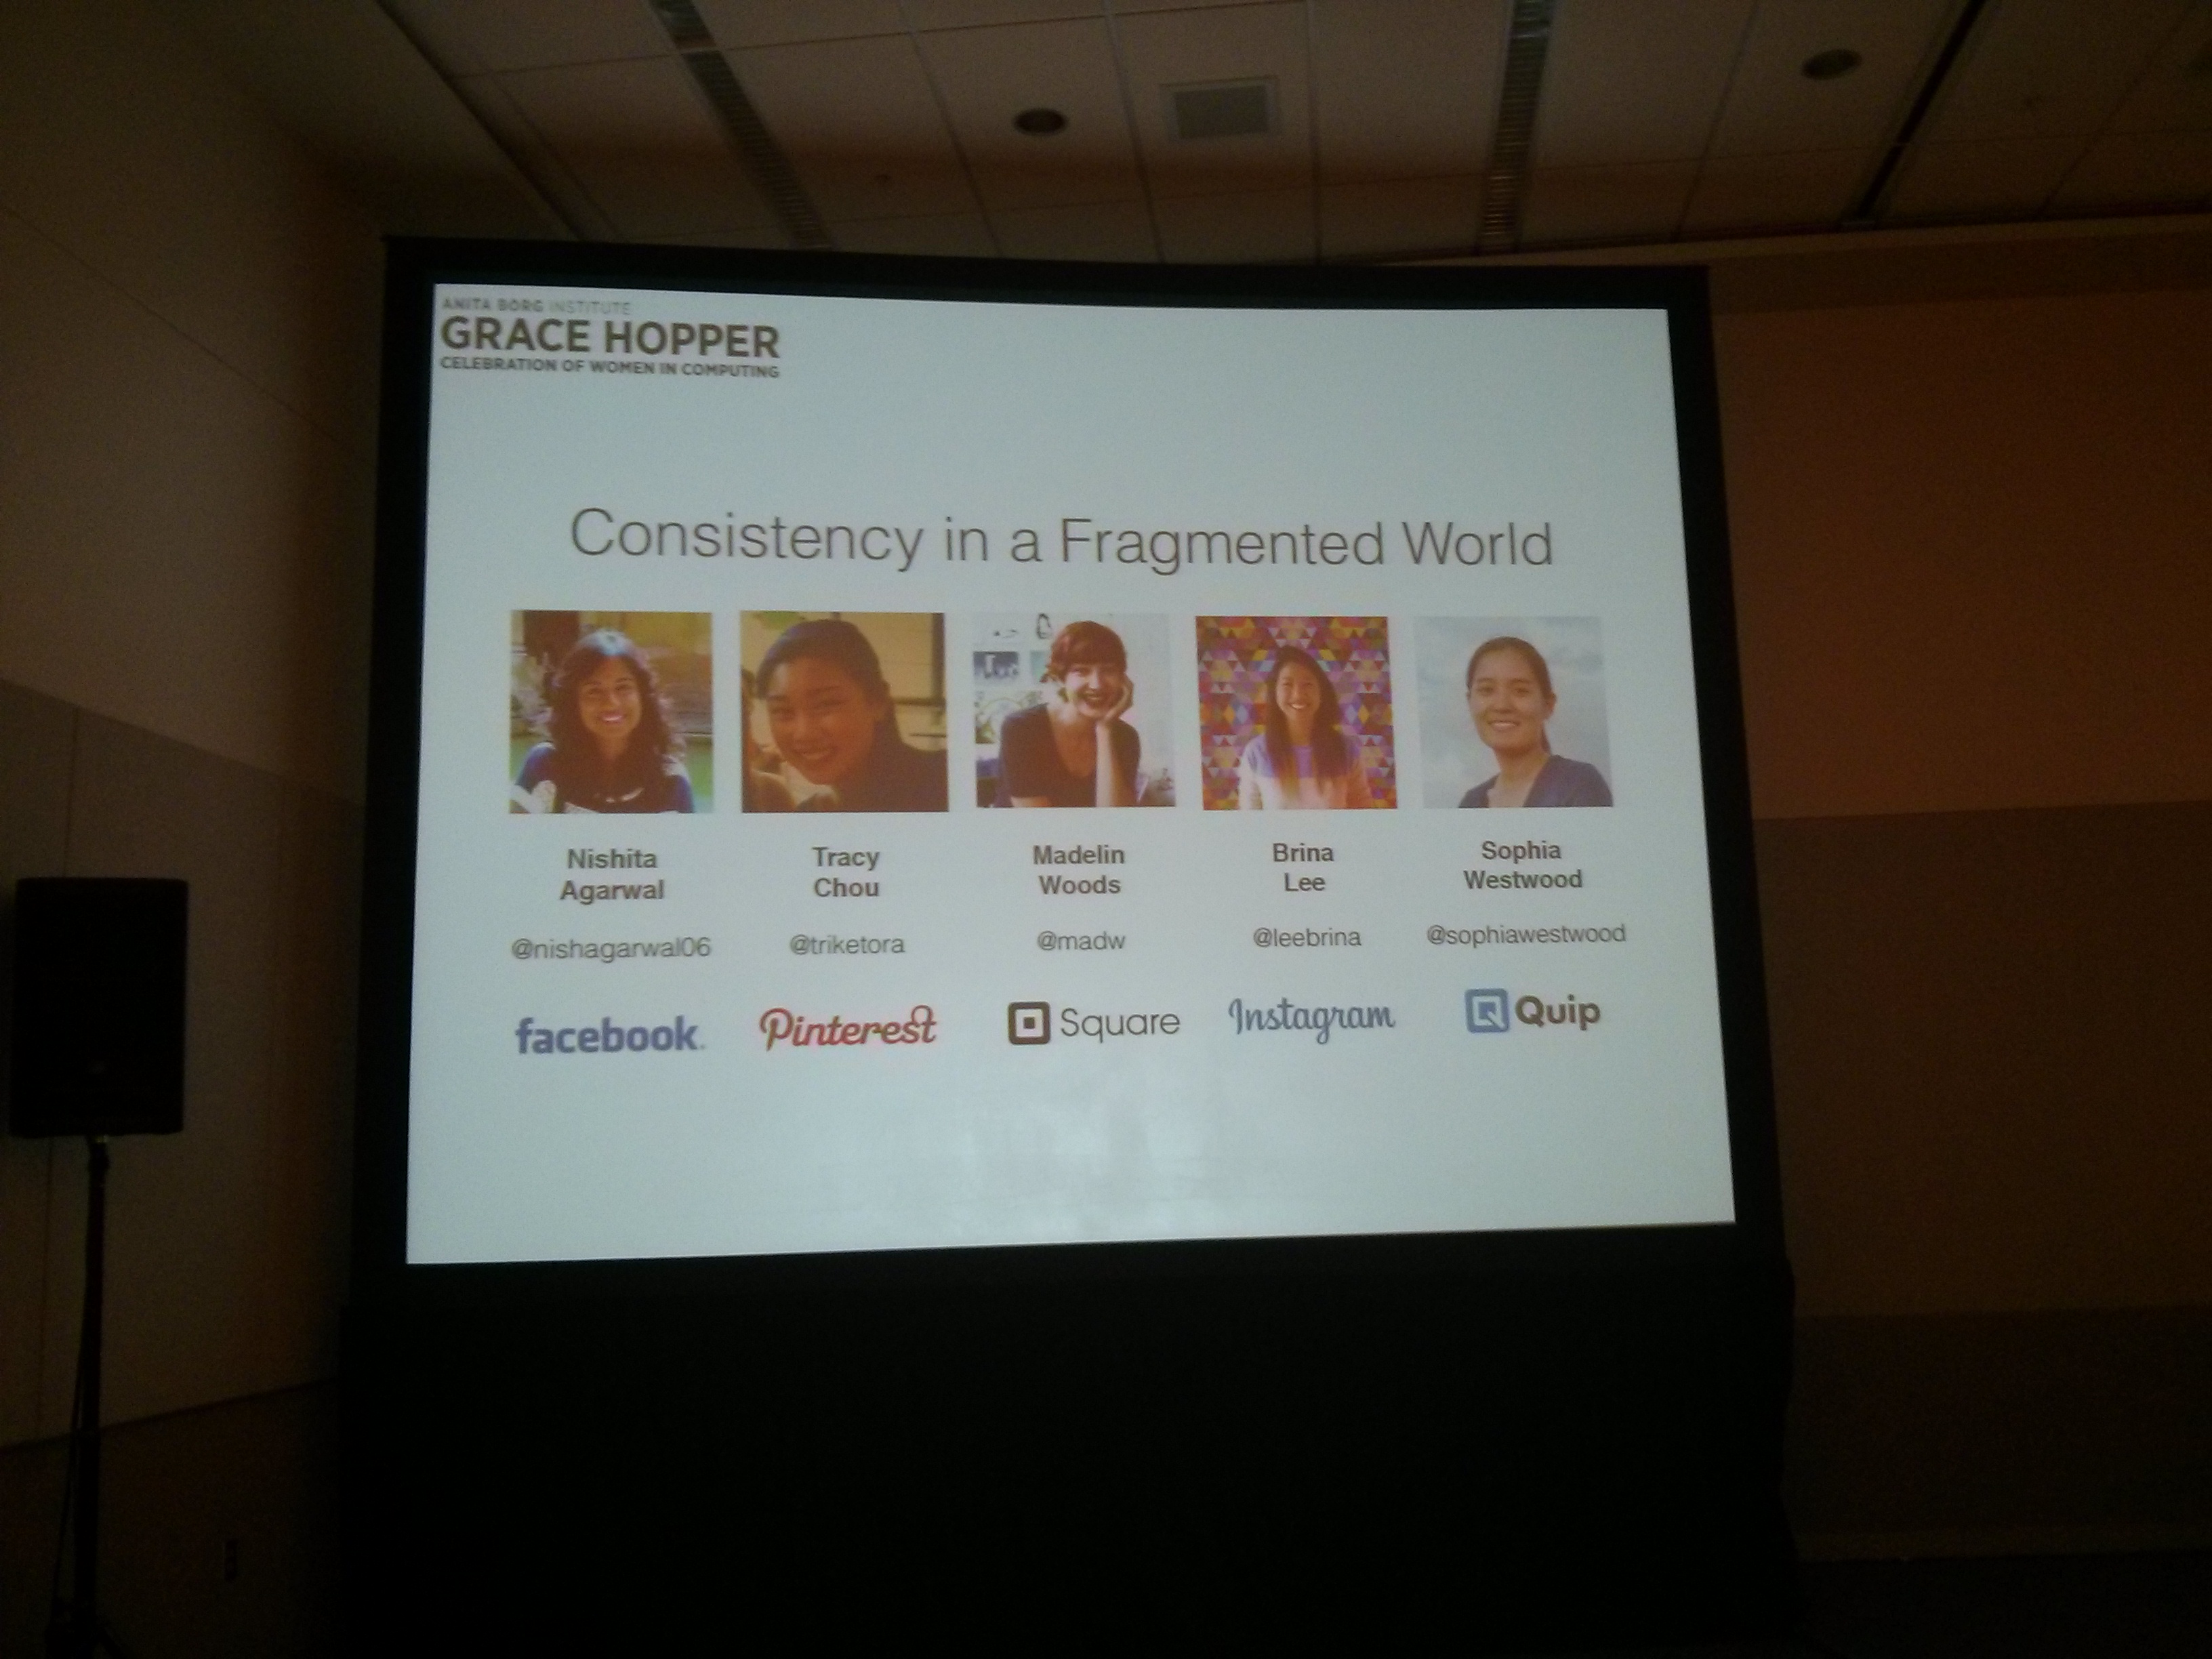 ANITA BORG INSTITUTE
GRACE HOPPER
CELEBRATION OF WOMEN IN COMPUTING
Consistency in a Fragmented World
Nishita
Agarwal
@nishagarwal06
facebook
Tracy
Chou
@triketora
Pinterest
Madelin
Woods
@madw
Square
Brina
Lee
@leebrina
Instagram
Sophia
Westwood
@sophiawestwood
Quip